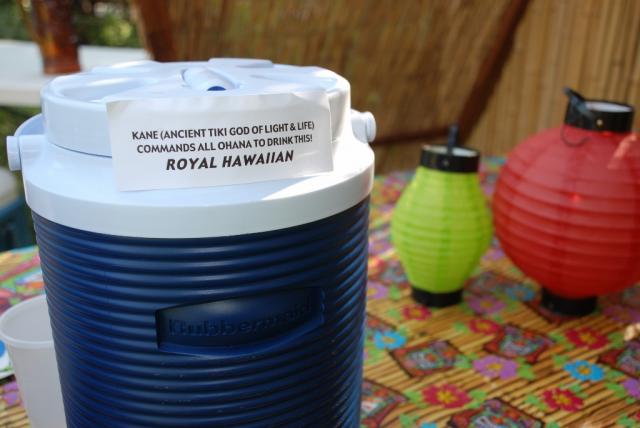 KANE (ANCIENT TIKI GOD OF LIGHT & LIFE)
COMMANDS ALL OHANA TO DRINK THIS!
ROYAL HAWAIIAN
Rubbermaid